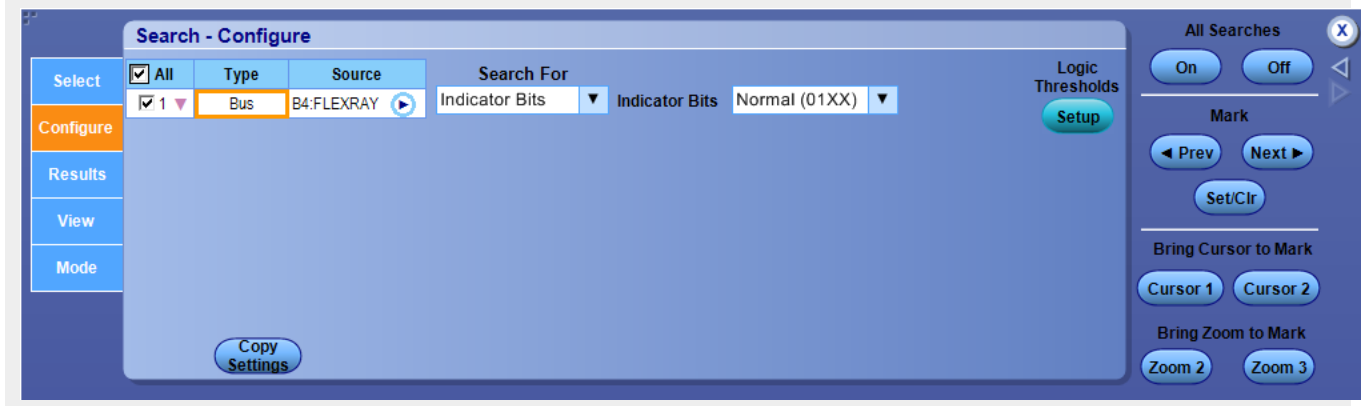 Search - Configure
Select
Configure
Results
View
Mode
All Type Source
1 Bus B4:FLEXRAY
Search For
Indicator Bits
Indicator Bits Normal (01XX)
Logic
Thresholds
Setup
Copy
Settings
All Searches
X
On Off
Mark
◄ Prev Next ►
Set/Clr
Bring Cursor to Mark
Cursor 1 Cursor 2
Bring Zoom to Mark
Zoom 2 Zoom 3